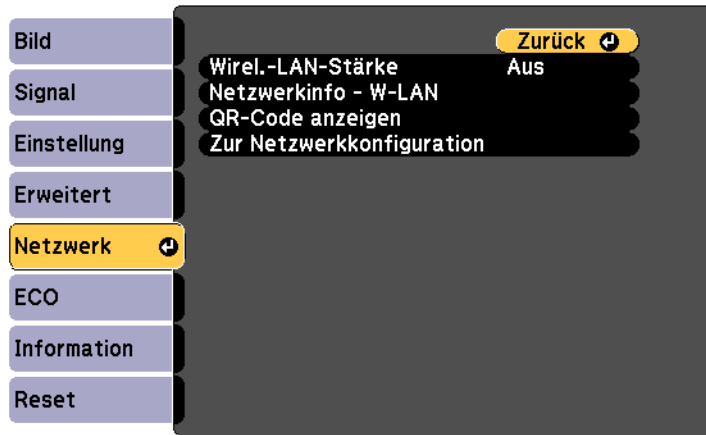 Bild
Signal
Einstellung
Erweitert
Netzwerk
ECO
Information
Reset
Zurück
Wirel.-LAN-Stärke Aus
Netzwerkinfo - W-LAN
QR-Code anzeigen
Zur Netzwerkkonfiguration